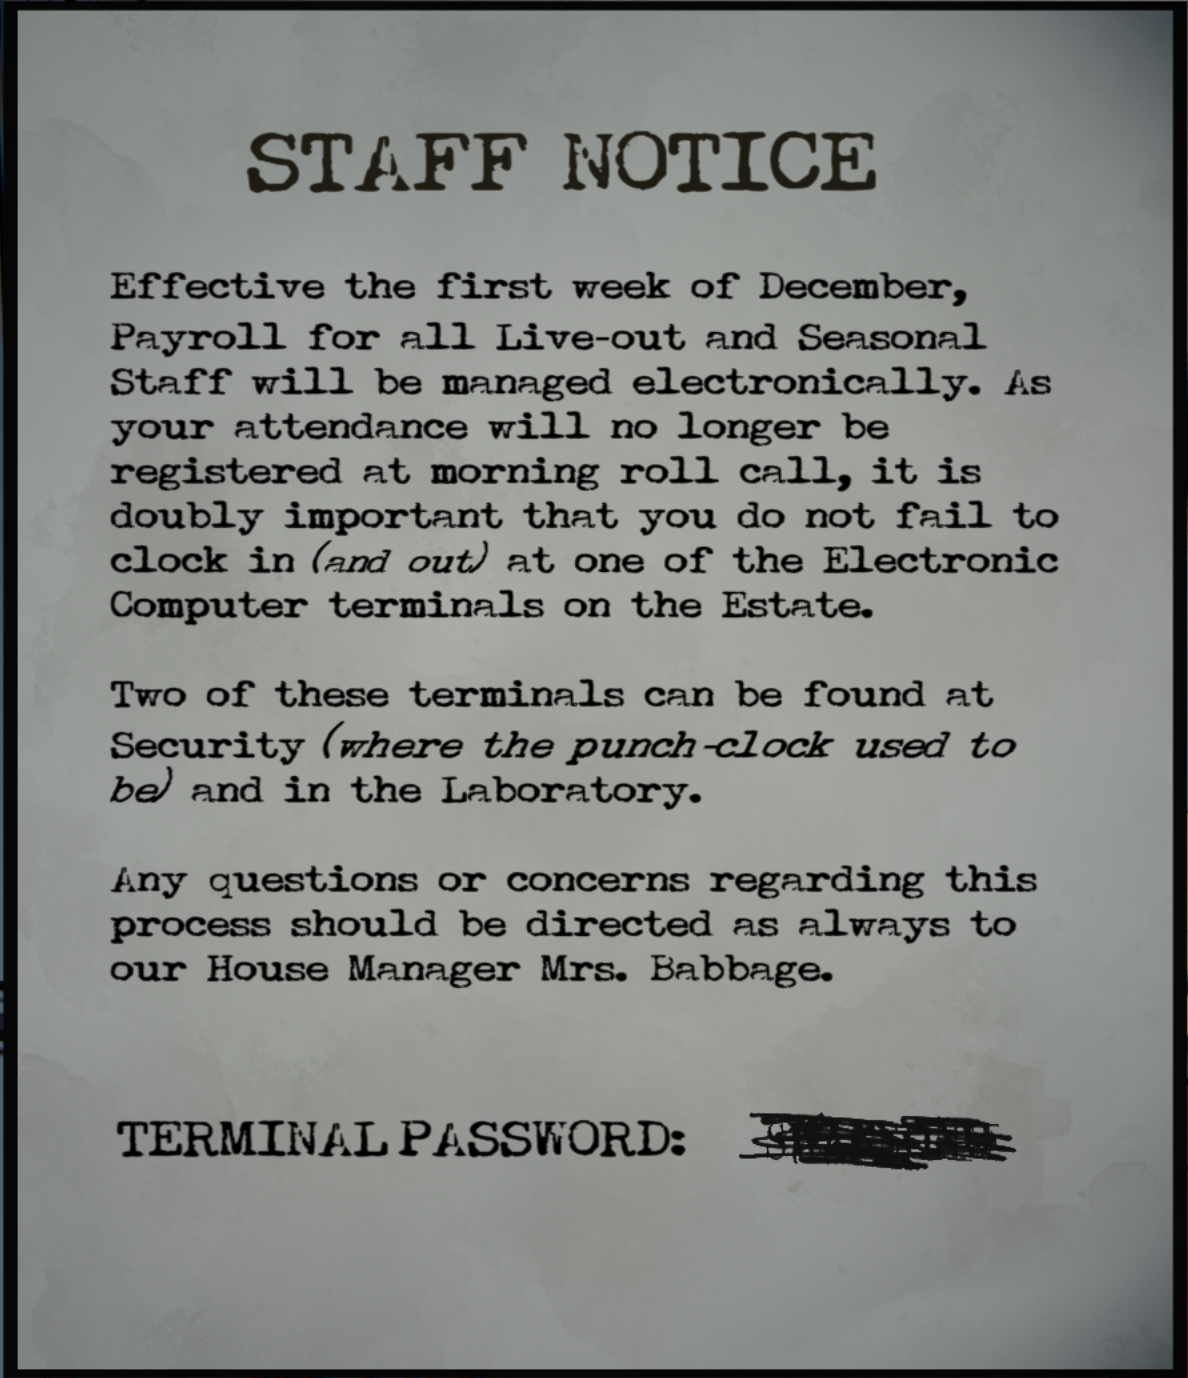 STAFF NOTICE
Effective the first week of December,
Payroll for all Live-out and Seasonal
Staff will be managed electronically. As
your attendance will no longer be
registered at morning roll call, it is
doubly important that you do not fail to
clock in (and out) at one of the Electronic
Computer terminals on the Estate.
Two of these terminals can be found at
Security (where the punch-clock used to
be) and in the Laboratory.
Any questions or concerns regarding this
process should be directed as always to
our House Manager Mrs. Babbage.
TERMINAL PASSWORD: